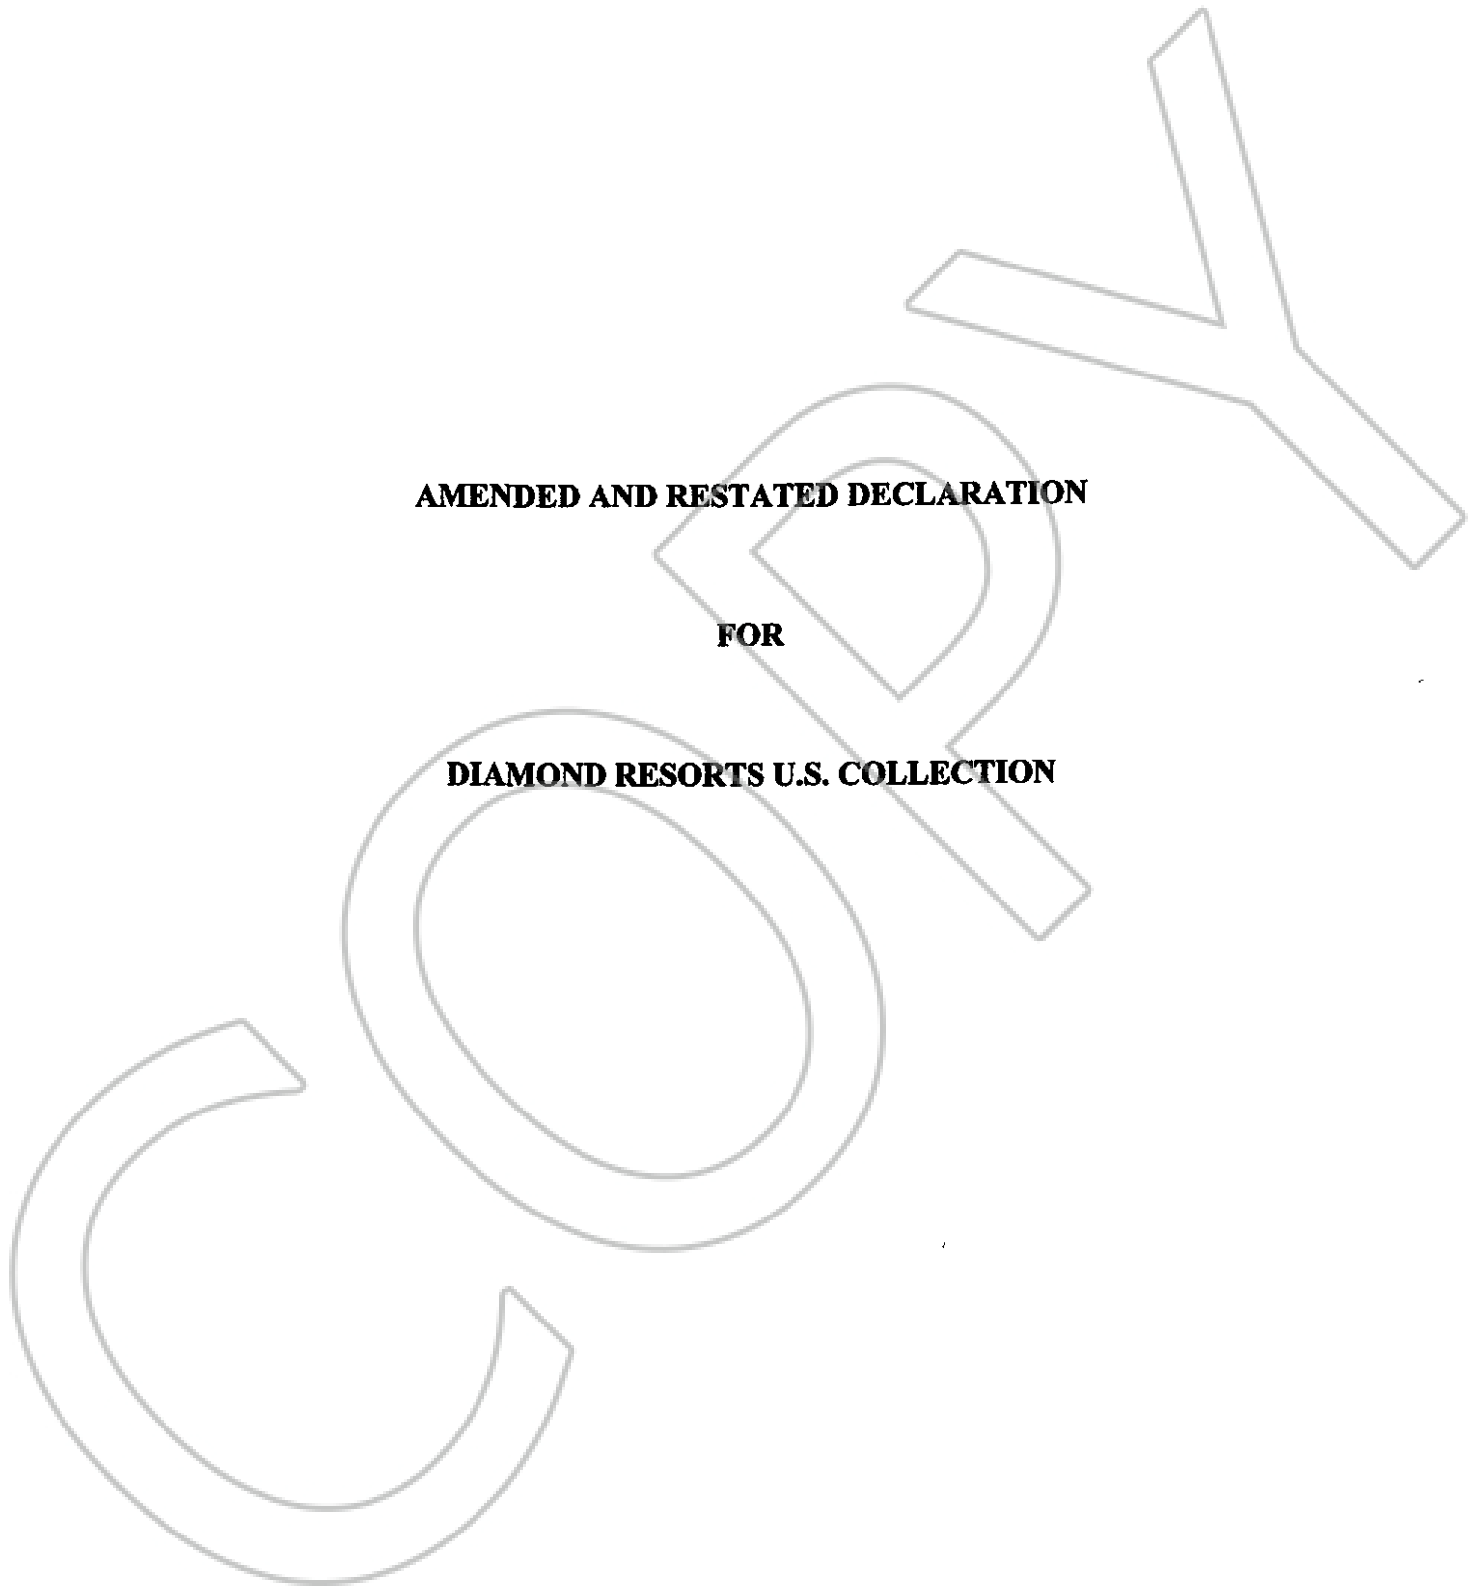 AMENDED AND RESTATED DECLARATION
FOR
DIAMOND RESORTS U.S. COLLECTION
COPY